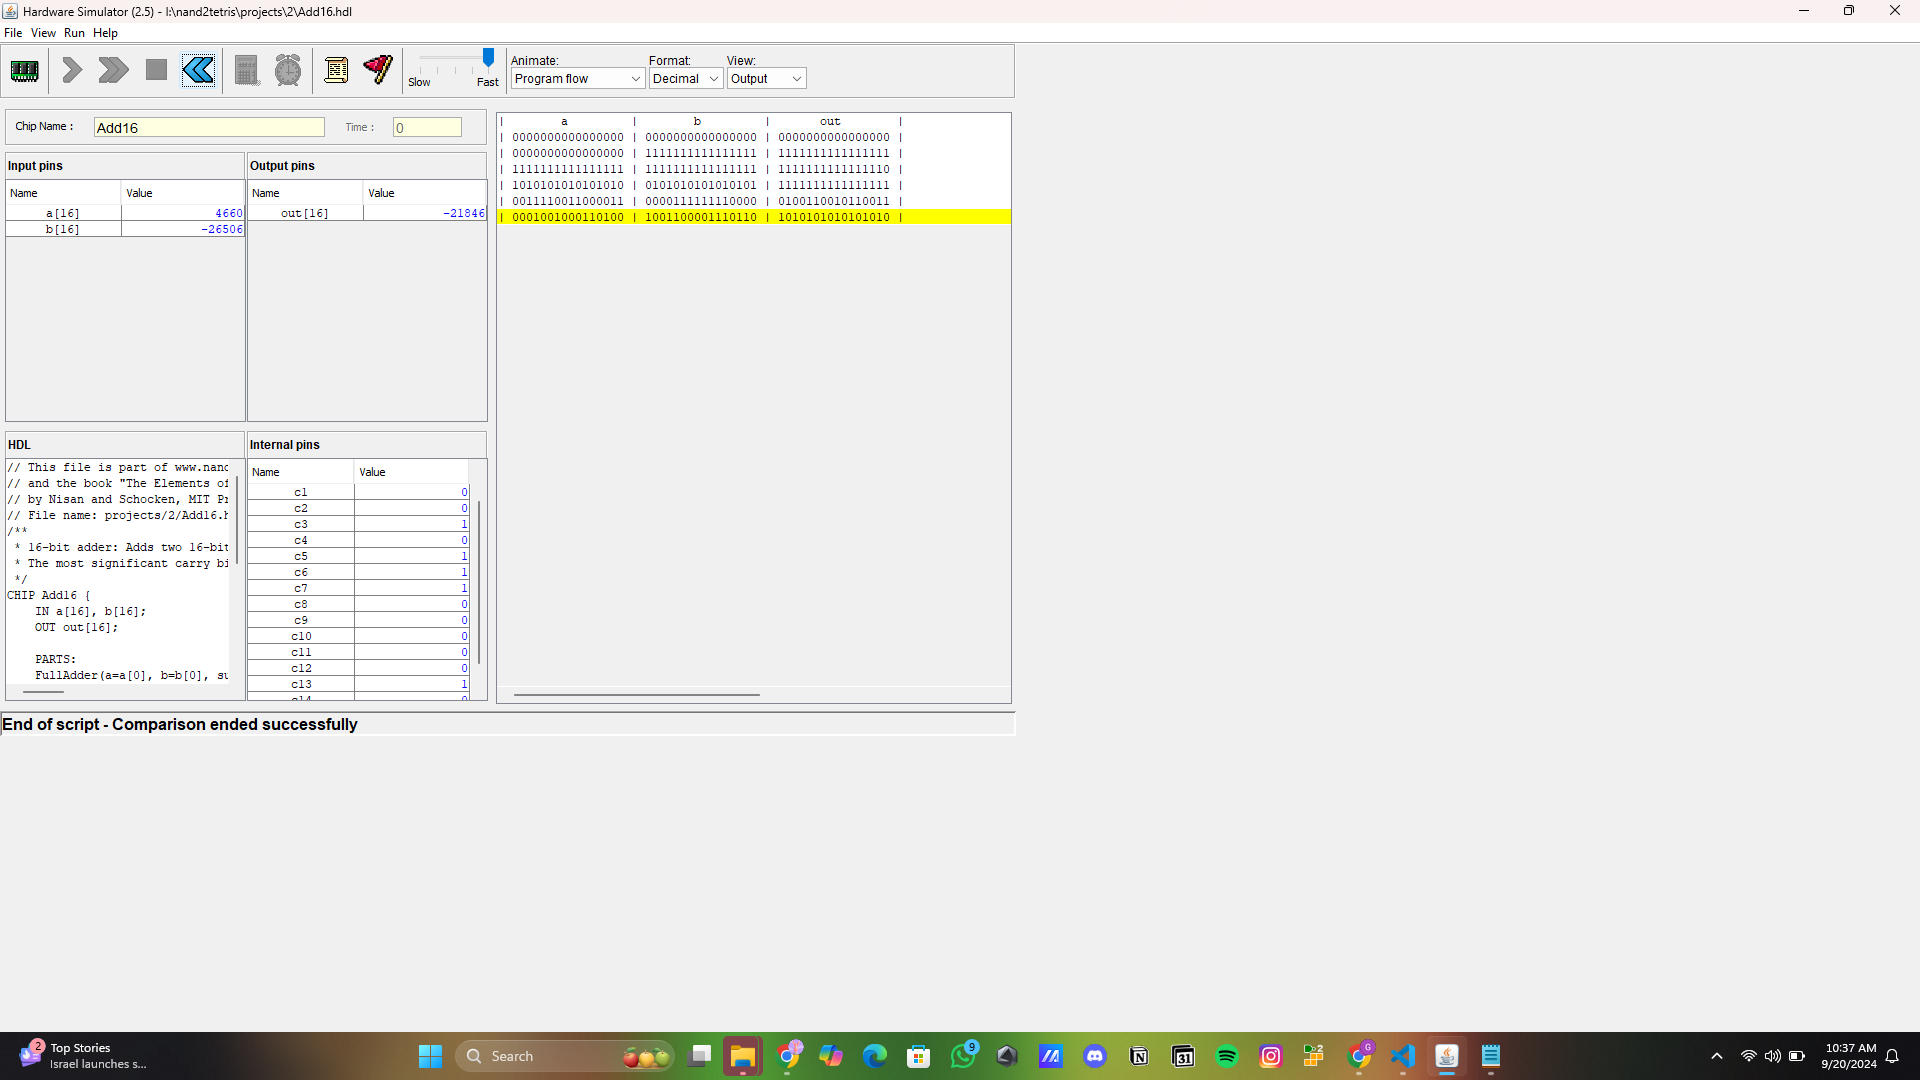 Hardware Simulator (2.5) - I:\nand2tetris\projects\2\Add16.hdl
File View Run Help
Slow Fast
Animate: Format: View:
Program flow Decimal Output
Chip Name : Add16 Time : 0
Input pins
Name Value
a[16] 4660
b[16] -26506
Output pins
Name Value
out[16] -21846
| a | b | out |
| 0000000000000000 | 0000000000000000 | 0000000000000000 |
| 0000000000000000 | 1111111111111111 | 1111111111111111 |
| 1111111111111111 | 1111111111111111 | 1111111111111110 |
| 1010101010101010 | 0101010101010101 | 1111111111111111 |
| 0011110011000011 | 0000111111110000 | 0100110010110011 |
| 0001001000110100 | 1001100001110110 | 1010101010101010 |
HDL
// This file is part of www.nand
// and the book "The Elements of
// by Nisan and Schocken, MIT Pr
// File name: projects/2/Add16.h
/**
* 16-bit adder: Adds two 16-bit
* The most significant carry bi
*/
CHIP Add16 {
IN a[16], b[16];
OUT out[16];
PARTS:
FullAdder(a=a[0], b=b[0], su
Internal pins
Name Value
c1 0
c2 0
c3 1
c4 0
c5 1
c6 1
c7 1
c8 0
c9 0
c10 0
c11 0
c12 0
c13 1
c14 0
End of script - Comparison ended successfully
2
Top Stories
Israel launches s...
Search
9
31
2
G
10:37 AM
9/20/2024